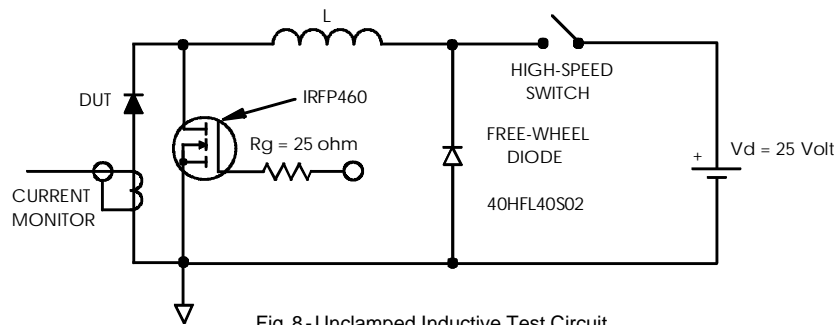 L
HIGH-SPEED
SWITCH
DUT
IRFP460
Rg = 25 ohm
FREE-WHEEL
DIODE
40HFL40S02
+
Vd = 25 Volt
CURRENT
MONITOR
Fig. 8 - Unclamped Inductive Test Circuit